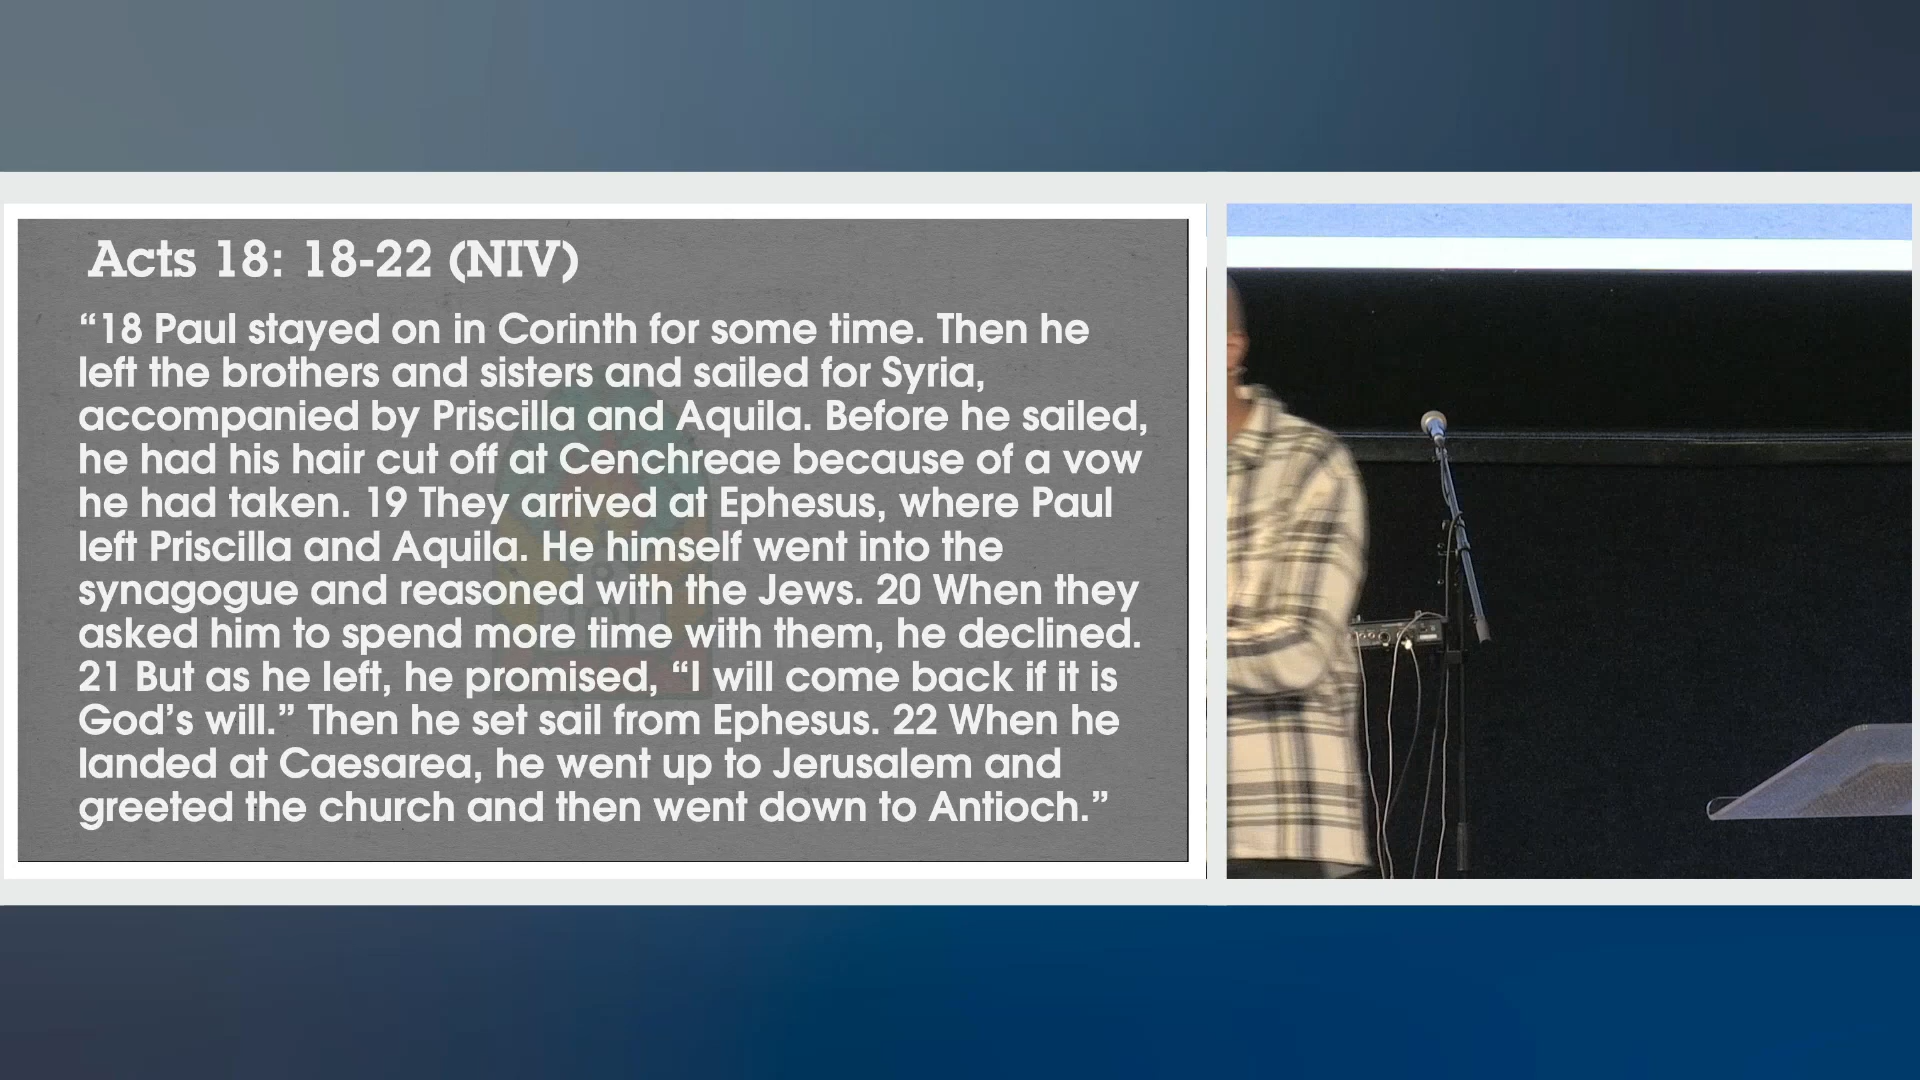 Acts 18: 18-22 (NIV)
“18 Paul stayed on in Corinth for some time. Then he
left the brothers and sisters and sailed for Syria,
accompanied by Priscilla and Aquila. Before he sailed,
he had his hair cut off at Cenchreae because of a vow
he had taken. 19 They arrived at Ephesus, where Paul
left Priscilla and Aquila. He himself went into the
synagogue and reasoned with the Jews. 20 When they
asked him to spend more time with them, he declined.
21 But as he left, he promised, “I will come back if it is
God’s will.” Then he set sail from Ephesus. 22 When he
landed at Caesarea, he went up to Jerusalem and
greeted the church and then went down to Antioch.”